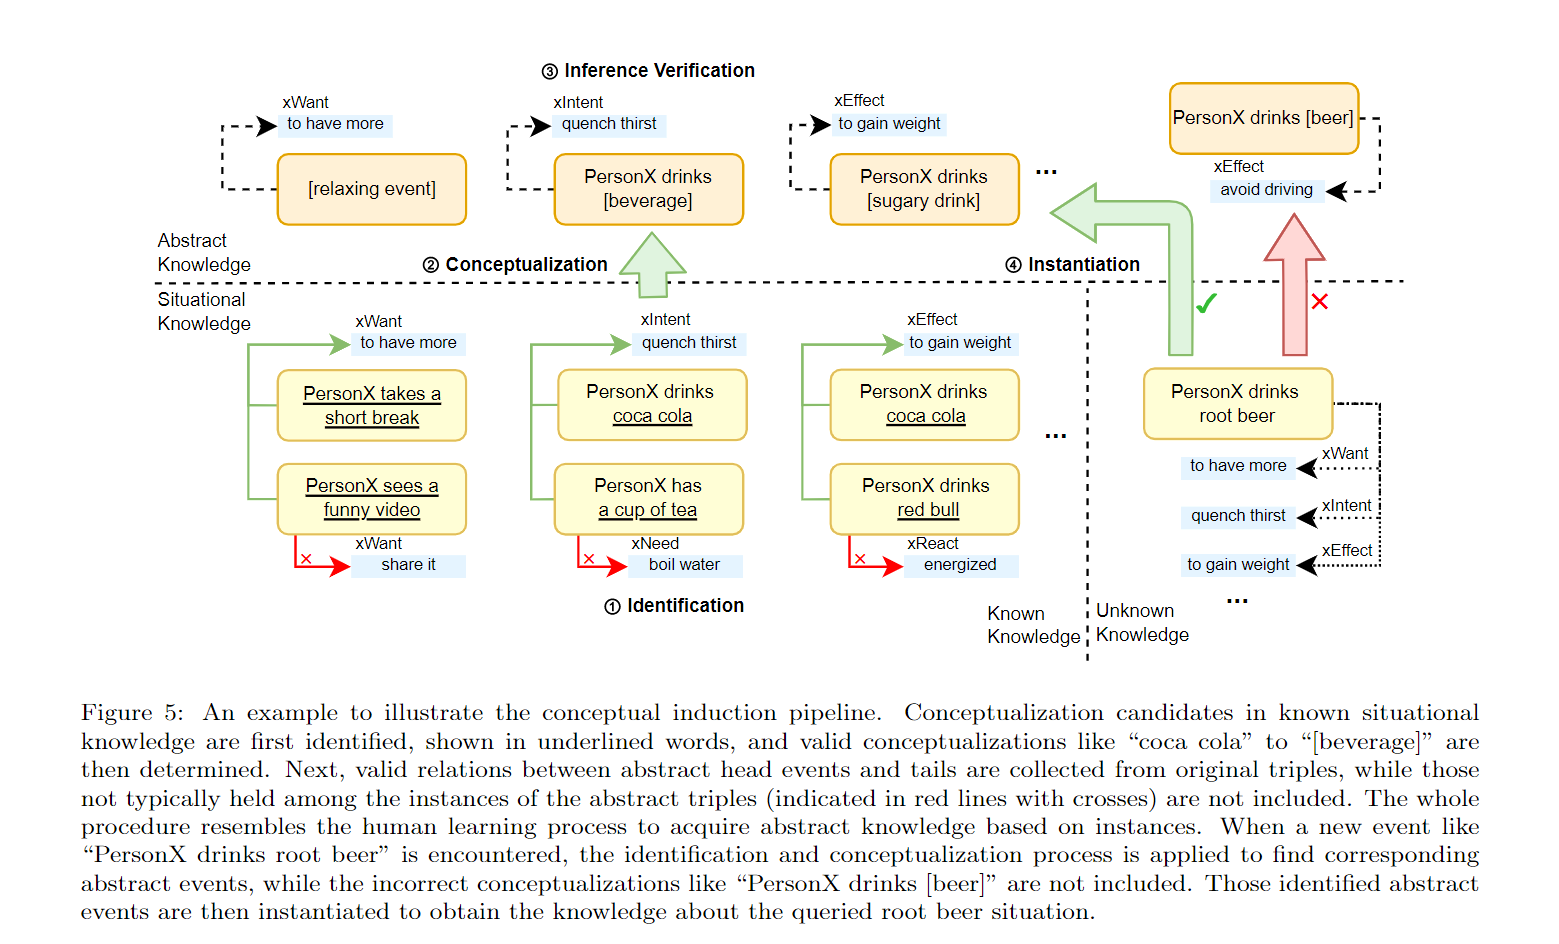 ③ Inference Verification
xWant
to have more
xIntent
quench thirst
xEffect
to gain weight
PersonX drinks [beer]
xEffect
avoid driving
[relaxing event]
PersonX drinks
[beverage]
PersonX drinks
[sugary drink]
...
Abstract
Knowledge
② Conceptualization
④ Instantiation
Situational
Knowledge
xWant
to have more
xIntent
quench thirst
xEffect
to gain weight
PersonX takes a
short break
PersonX drinks
coca cola
PersonX drinks
coca cola
PersonX drinks
root beer
...
PersonX sees a
funny video
PersonX has
a cup of tea
PersonX drinks
red bull
xWant
to have more
xIntent
quench thirst
xEffect
to gain weight
...
xWant
share it
xNeed
boil water
xReact
energized
① Identification
Known
Knowledge
Unknown
Knowledge
Figure 5: An example to illustrate the conceptual induction pipeline. Conceptualization candidates in known situational
knowledge are first identified, shown in underlined words, and valid conceptualizations like “coca cola” to “[beverage]” are
then determined. Next, valid relations between abstract head events and tails are collected from original triples, while those
not typically held among the instances of the abstract triples (indicated in red lines with crosses) are not included. The whole
procedure resembles the human learning process to acquire abstract knowledge based on instances. When a new event like
“PersonX drinks root beer” is encountered, the identification and conceptualization process is applied to find corresponding
abstract events, while the incorrect conceptualizations like “PersonX drinks [beer]” are not included. Those identified abstract
events are then instantiated to obtain the knowledge about the queried root beer situation.